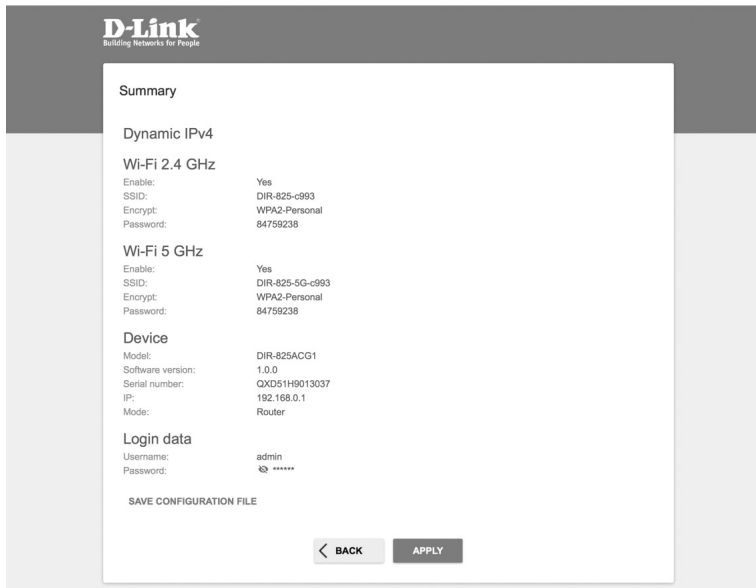 D-Link
Building Networks for People
Summary
Dynamic IPv4
Wi-Fi 2.4 GHz
Enable: Yes
SSID: DIR-825-c993
Encrypt: WPA2-Personal
Password: 84759238
Wi-Fi 5 GHz
Enable: Yes
SSID: DIR-825-5G-c993
Encrypt: WPA2-Personal
Password: 84759238
Device
Model: DIR-825ACG1
Software version: 1.0.0
Serial number: QXD51H9013037
IP: 192.168.0.1
Mode: Router
Login data
Username: admin
Password: ******
SAVE CONFIGURATION FILE
BACK APPLY